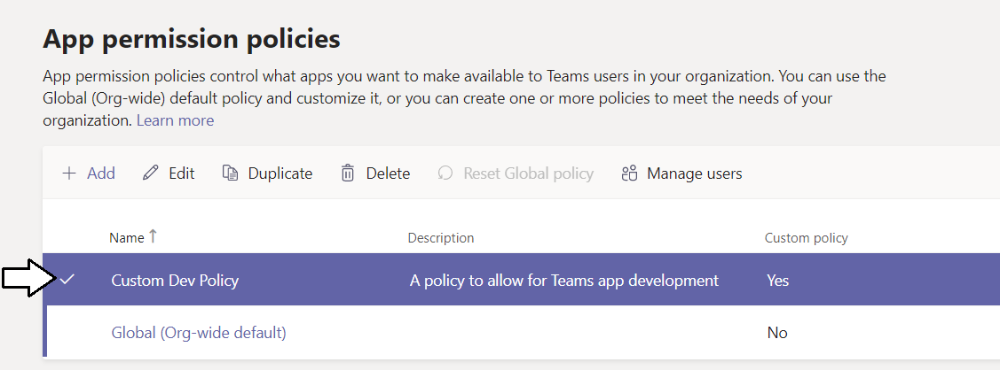 App permission policies
App permission policies control what apps you want to make available to Teams users in your organization. You can use the
Global (Org-wide) default policy and customize it, or you can create one or more policies to meet the needs of your
organization. Learn more
Add Edit Duplicate Delete Reset Global policy Manage users
Name Description Custom policy
Custom Dev Policy A policy to allow for Teams app development Yes
Global (Org-wide default) No